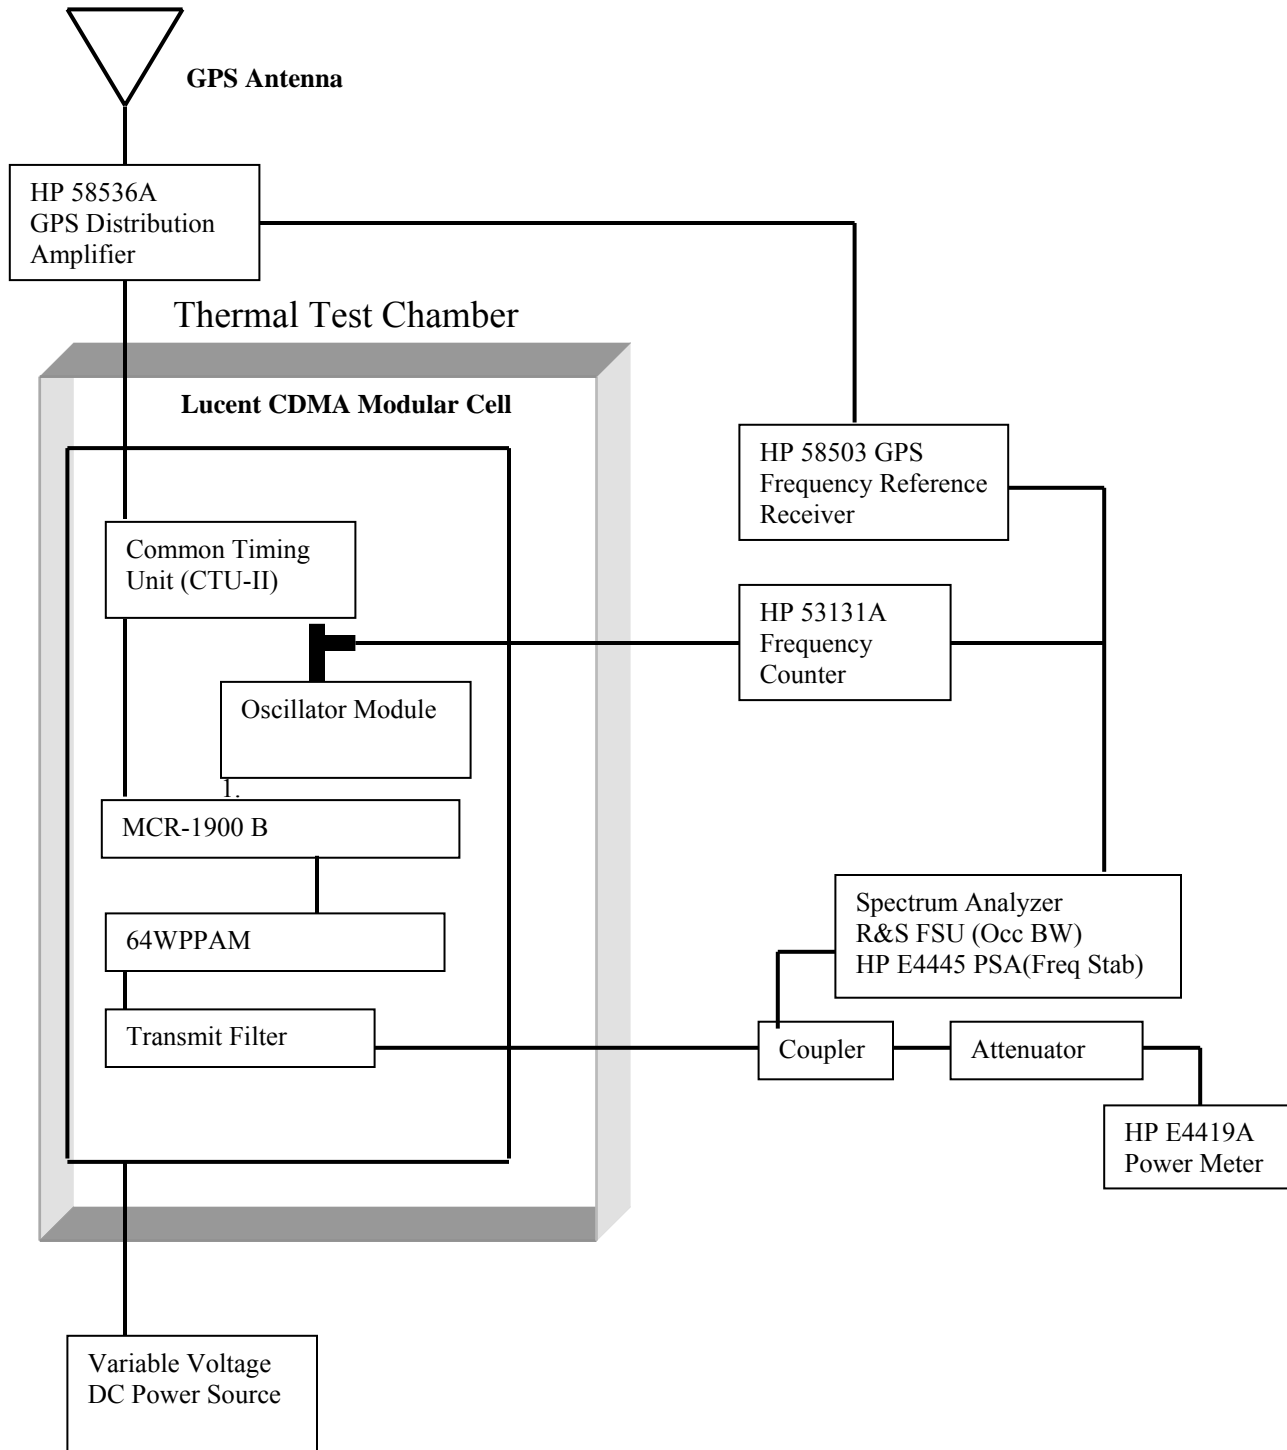 GPS Antenna
HP 58536A
GPS Distribution
Amplifier
Thermal Test Chamber
Lucent CDMA Modular Cell
HP 58503 GPS
Frequency Reference
Receiver
Common Timing
Unit (CTU-II)
HP 53131A
Frequency
Counter
Oscillator Module
1.
MCR-1900 B
64WPPAM
Spectrum Analyzer
R&S FSU (Occ BW)
HP E4445 PSA(Freq Stab)
Transmit Filter
Coupler
Attenuator
HP E4419A
Power Meter
Variable Voltage
DC Power Source